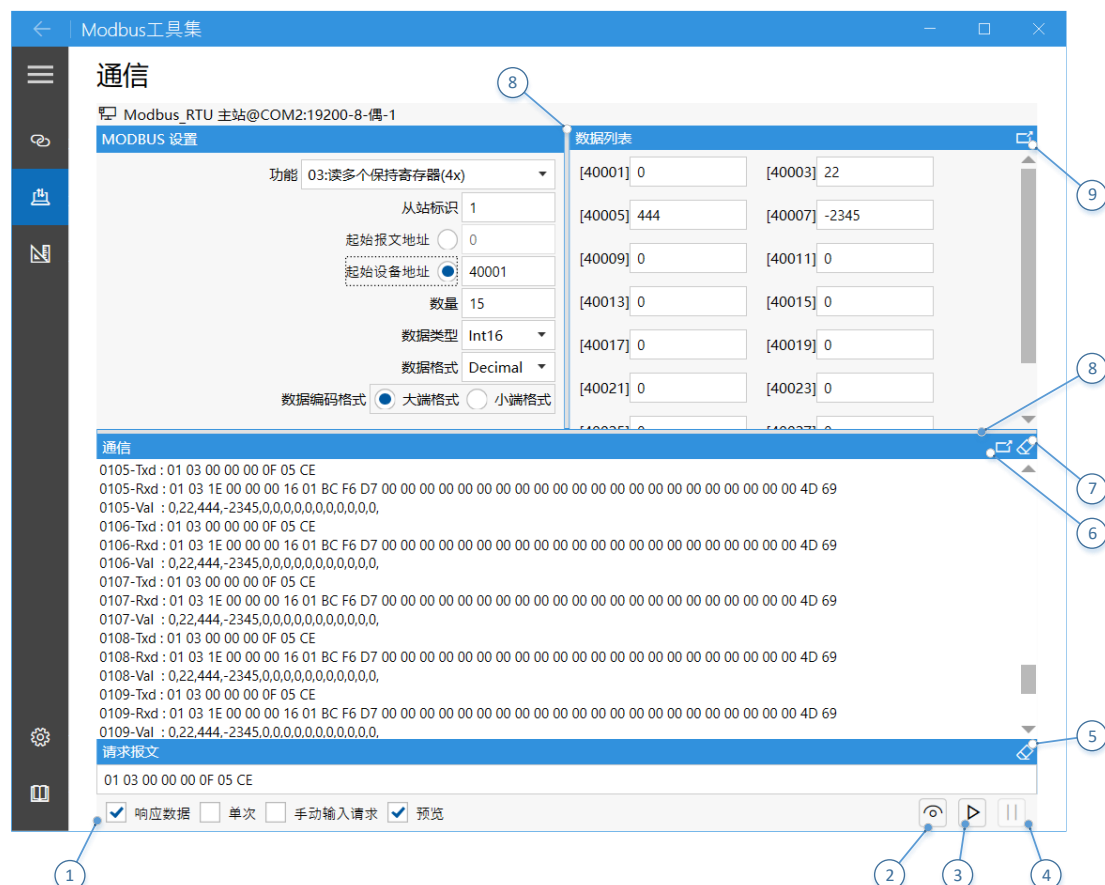 Modbus工具集
通信
8
Modbus_RTU 主站@COM2:19200-8-偶-1
MODBUS 设置
数据列表
功能 03:读多个保持寄存器(4x)
从站标识 1
起始报文地址 0
起始设备地址 40001
数量 15
数据类型 Int16
数据格式 Decimal
数据编码格式 大端格式 小端格式
[40001] 0 [40003] 22
[40005] 444 [40007] -2345
[40009] 0 [40011] 0
[40013] 0 [40015] 0
[40017] 0 [40019] 0
[40021] 0 [40023] 0
[40025] 0 [40027] 0
9
8
通信
0105-Txd : 01 03 00 00 00 0F 05 CE
0105-Rxd : 01 03 1E 00 00 00 16 01 BC F6 D7 00 00 00 00 00 00 00 00 00 00 00 00 00 00 00 00 00 00 00 00 00 00 4D 69
0105-Val : 0,22,444,-2345,0,0,0,0,0,0,0,0,0,0,0,
0106-Txd : 01 03 00 00 00 0F 05 CE
0106-Rxd : 01 03 1E 00 00 00 16 01 BC F6 D7 00 00 00 00 00 00 00 00 00 00 00 00 00 00 00 00 00 00 00 00 00 00 4D 69
0106-Val : 0,22,444,-2345,0,0,0,0,0,0,0,0,0,0,0,
0107-Txd : 01 03 00 00 00 0F 05 CE
0107-Rxd : 01 03 1E 00 00 00 16 01 BC F6 D7 00 00 00 00 00 00 00 00 00 00 00 00 00 00 00 00 00 00 00 00 00 00 4D 69
0107-Val : 0,22,444,-2345,0,0,0,0,0,0,0,0,0,0,0,
0108-Txd : 01 03 00 00 00 0F 05 CE
0108-Rxd : 01 03 1E 00 00 00 16 01 BC F6 D7 00 00 00 00 00 00 00 00 00 00 00 00 00 00 00 00 00 00 00 00 00 00 4D 69
0108-Val : 0,22,444,-2345,0,0,0,0,0,0,0,0,0,0,0,
0109-Txd : 01 03 00 00 00 0F 05 CE
0109-Rxd : 01 03 1E 00 00 00 16 01 BC F6 D7 00 00 00 00 00 00 00 00 00 00 00 00 00 00 00 00 00 00 00 00 00 00 4D 69
0109-Val : 0,22,444,-2345,0,0,0,0,0,0,0,0,0,0,0,
7
6
请求报文
5
01 03 00 00 00 0F 05 CE
响应数据 单次 手动输入请求 预览
1
2
3
4